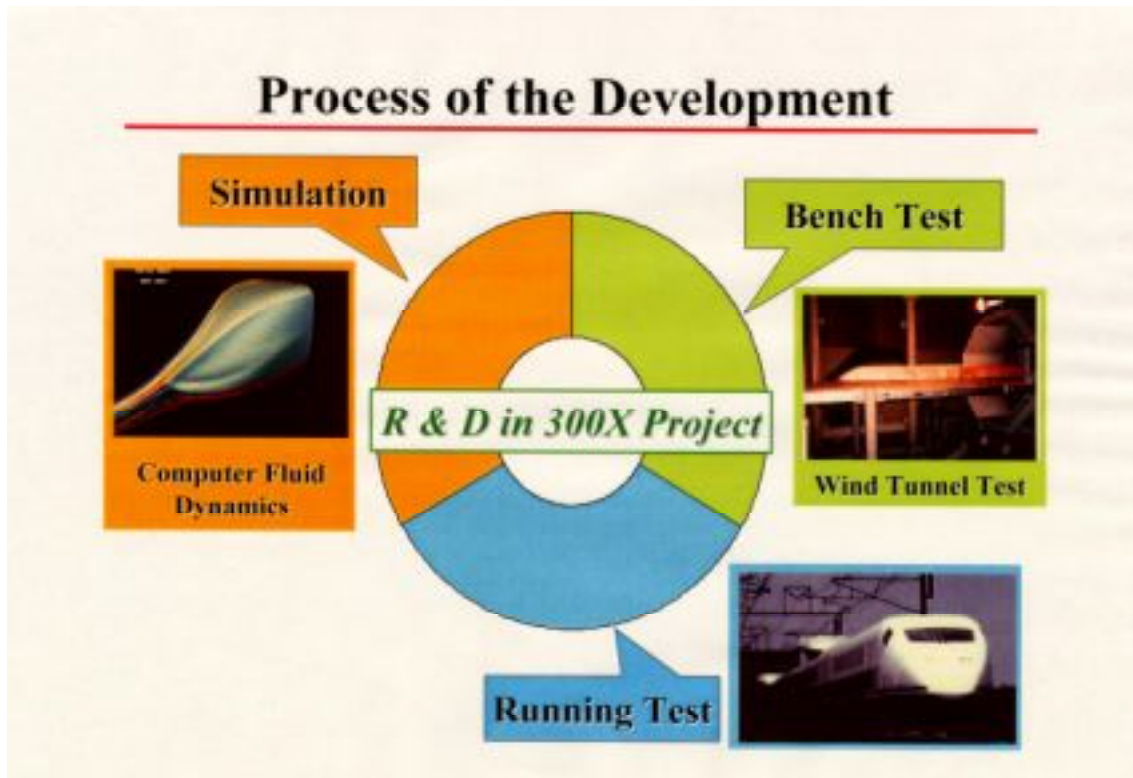 Process of the Development
Simulation
Bench Test
R & D in 300X Project
Computer Fluid
Dynamics
Wind Tunnel Test
Running Test